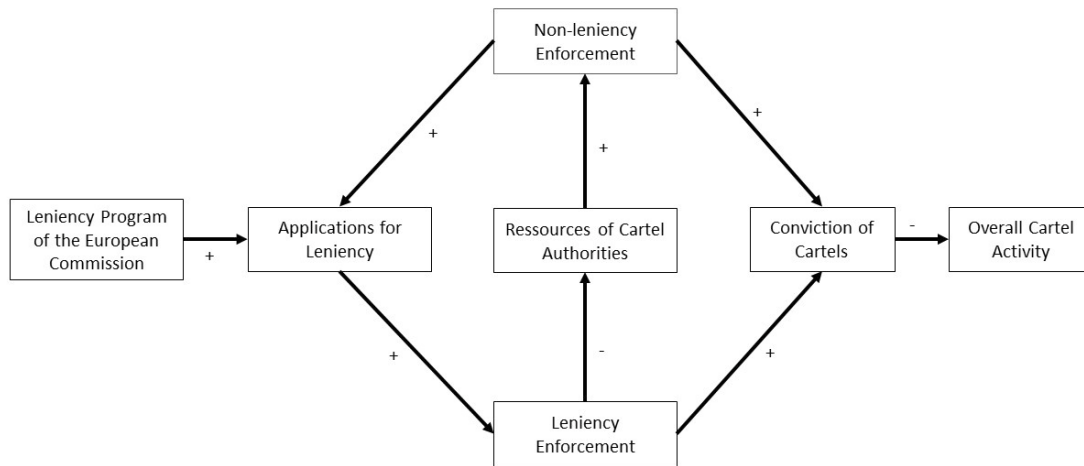 Non-leniency
Enforcement
+
+
+
Leniency Program
of the European
Commission
+
Applications for
Leniency
Ressources of Cartel
Authorities
Conviction of
Cartels
-
Overall Cartel
Activity
+
-
+
Leniency
Enforcement